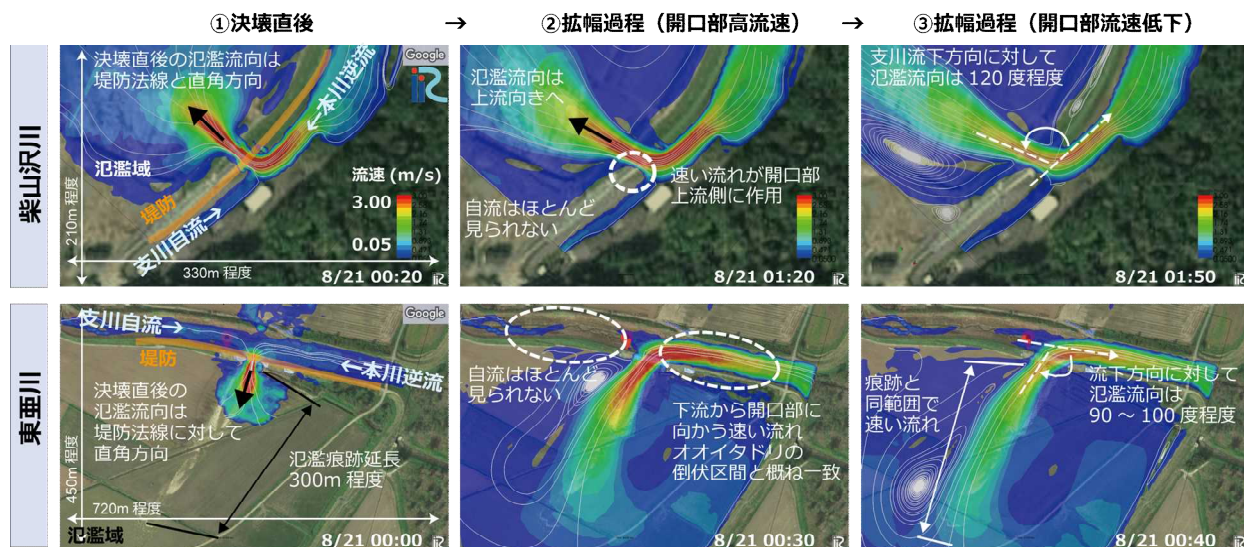 ①決壊直後 → ②拡幅過程（開口部高流速） → ③拡幅過程（開口部流速低下）
柴山沢川
決壊直後の氾濫流向は
堤防法線と直角方向
Google
←本川逆流
氾濫域
堤防
支川自流→
流速 (m/s)
3.00
0.05
210m 程度
330m 程度
8/21 00:20
氾濫流向は
上流向きへ
速い流れが開口部
上流側に作用
自流はほとんど
見られない
8/21 01:20
支川流下方向に対して
氾濫流向は 120 度程度
8/21 01:50
東亜川
支川自流→
Google
堤防
←本川逆流
決壊直後の
氾濫流向は
堤防法線に対して
直角方向
氾濫痕跡延長
300m 程度
450m 程度
720m 程度
氾濫域
8/21 00:00
自流はほとんど
見られない
下流から開口部に
向かう速い流れ
オオイタドリの
倒伏区間と概ね一致
8/21 00:30
痕跡と
同範囲で
速い流れ
流下方向に対して
氾濫流向は
90 ～ 100 度程度
8/21 00:40